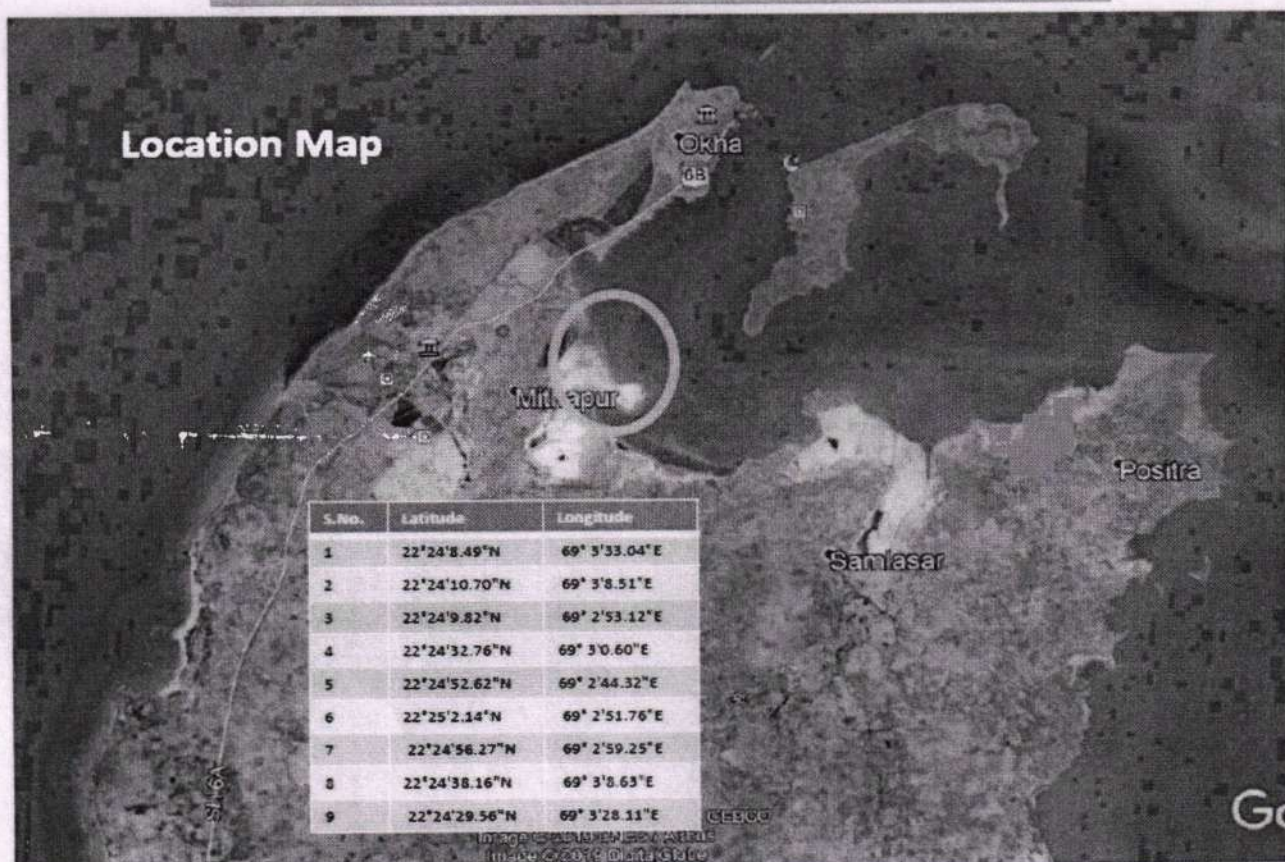 Location Map
Okha
6B
Mithapur
Positra
Samlasar
S.No. Latitude Longitude
1 22°24'8.49"N 69° 3'33.04"E
2 22°24'10.70"N 69° 3'8.51"E
3 22°24'9.82"N 69° 2'53.12"E
4 22°24'32.76"N 69° 3'0.60"E
5 22°24'52.62"N 69° 2'44.32"E
6 22°25'2.14"N 69° 2'51.76"E
7 22°24'56.27"N 69° 2'59.25"E
8 22°24'38.16"N 69° 3'8.63"E
9 22°24'29.56"N 69° 3'28.11"E
GEBCO
Image ©
Image ©
Go